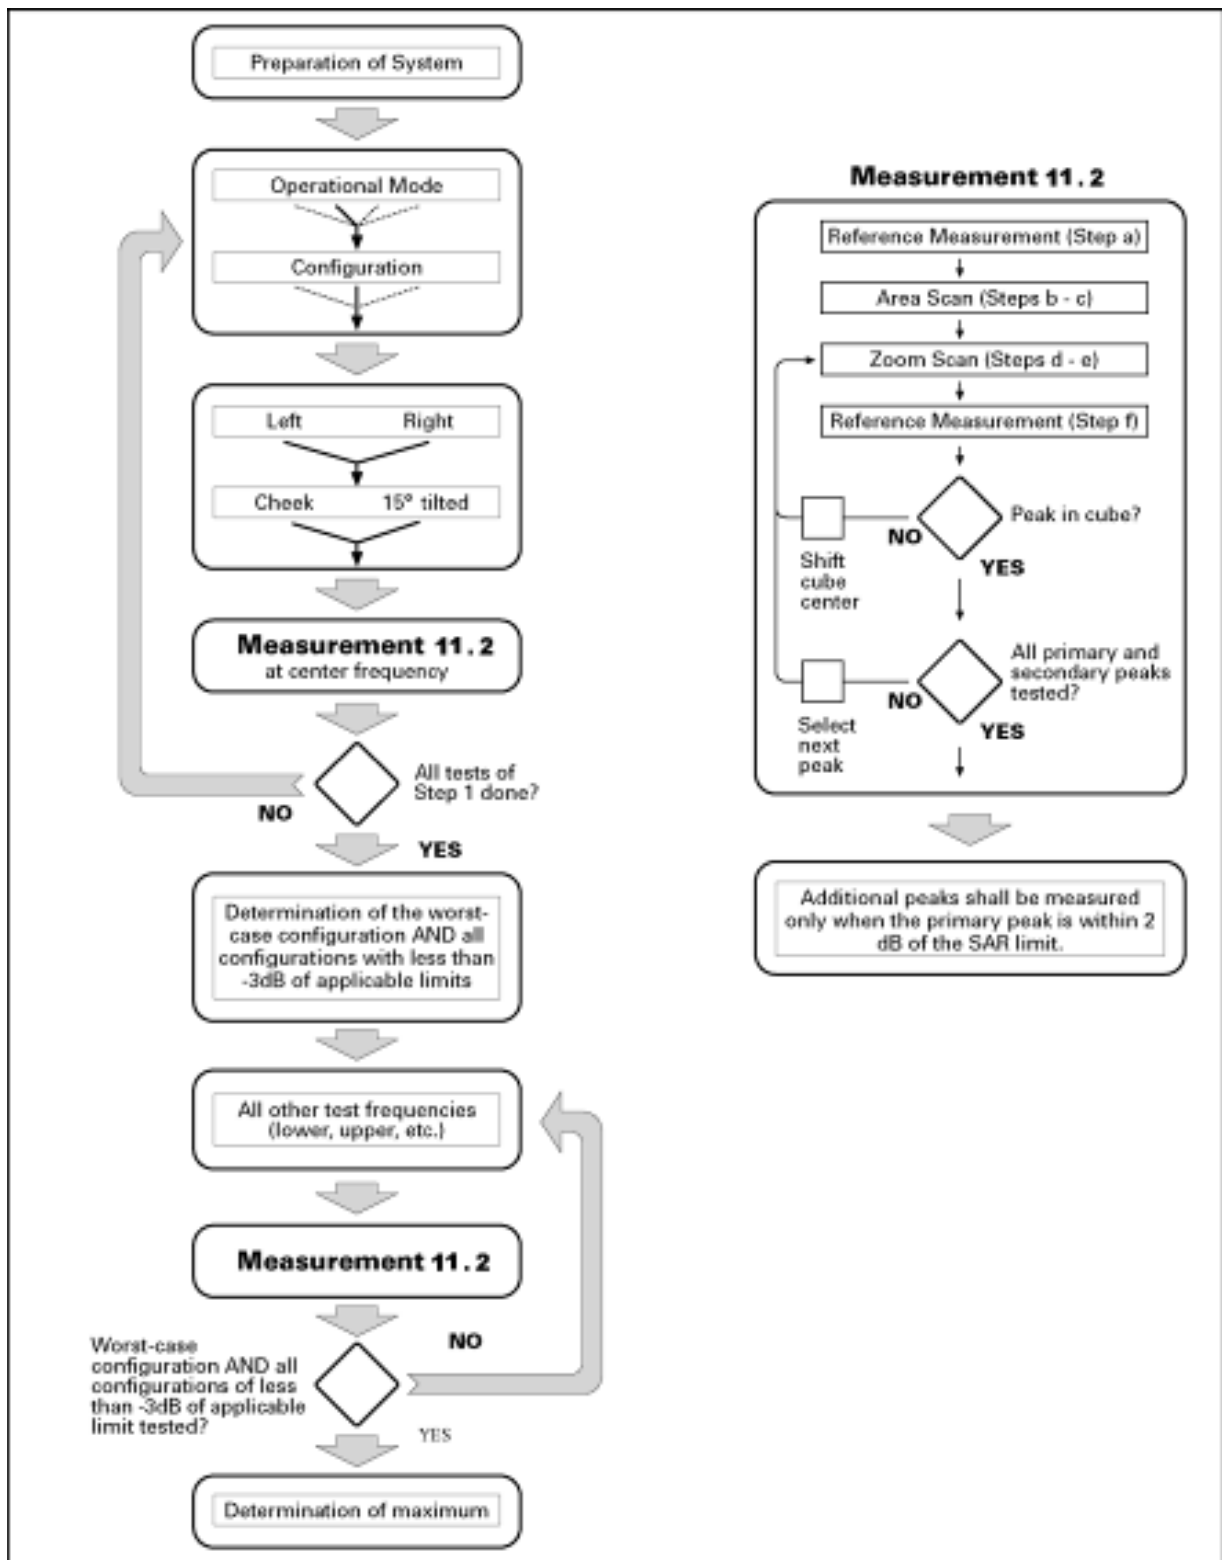 Preparation of System
Operational Mode
Configuration
Left Right
Cheek 15° tilted
Measurement 11.2
at center frequency
All tests of
Step 1 done?
NO
YES
Determination of the worst-
case configuration AND all
configurations with less than
-3dB of applicable limits
All other test frequencies
(lower, upper, etc.)
Measurement 11.2
NO
Worst-case
configuration AND all
configurations of less
than -3dB of applicable
limit tested?
YES
Determination of maximum
Measurement 11.2
Reference Measurement (Step a)
Area Scan (Steps b - c)
Zoom Scan (Steps d - e)
Reference Measurement (Step f)
Peak in cube?
NO
Shift
cube
center
YES
All primary and
secondary peaks
tested?
NO
Select
next
peak
YES
Additional peaks shall be measured
only when the primary peak is within 2
dB of the SAR limit.